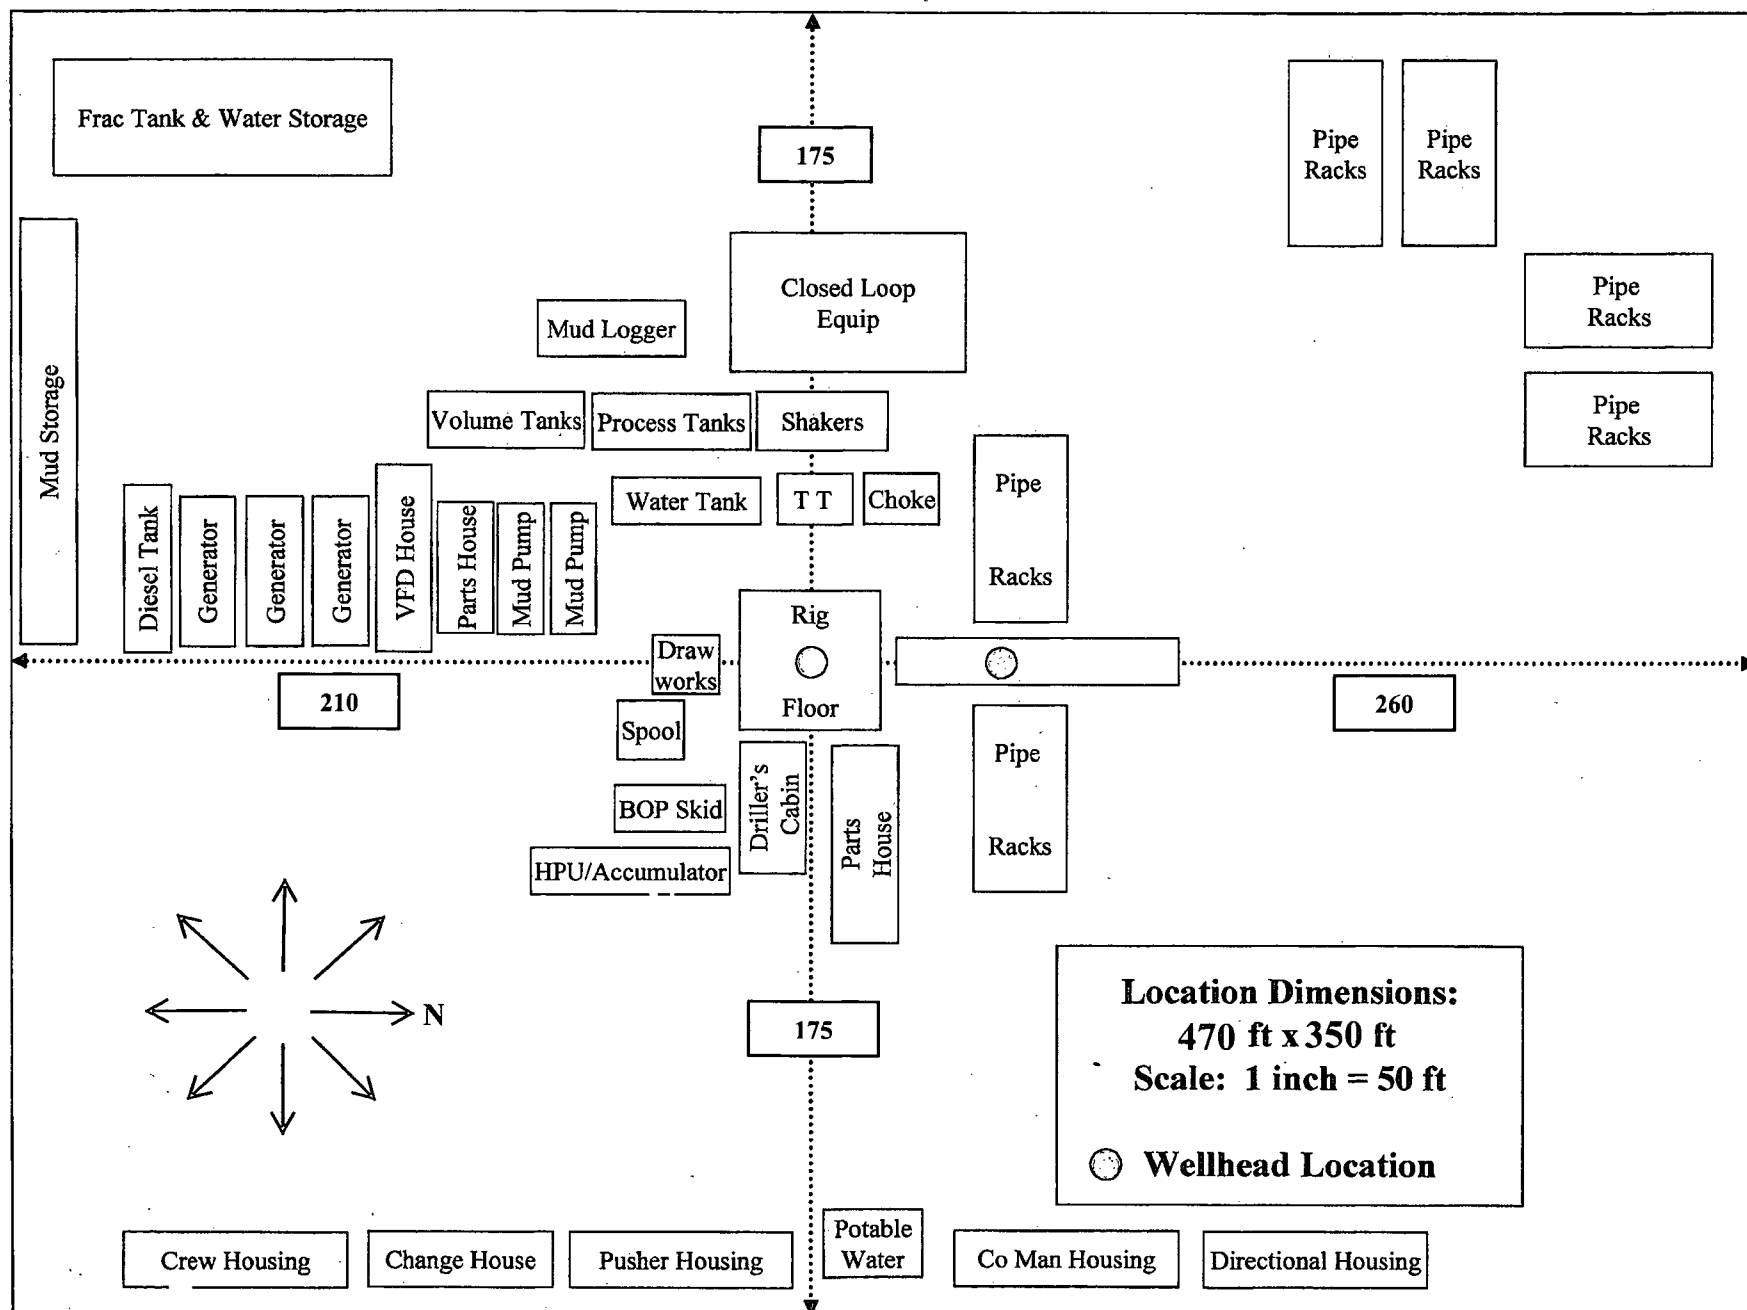 Frac Tank & Water Storage
175
Pipe
Racks
Pipe
Racks
Closed Loop
Equip
Pipe
Racks
Mud Logger
Mud Storage
Volume Tanks
Process Tanks
Shakers
Pipe
Racks
Diesel Tank
Generator
Generator
Generator
VFD House
Parts House
Mud Pump
Mud Pump
Water Tank
T T
Choke
Pipe
Racks
Rig
Floor
Draw
works
210
260
Spool
BOP Skid
HPU/Accumulator
Driller's
Cabin
Parts
House
Pipe
Racks
N
175
Location Dimensions:
470 ft x 350 ft
Scale: 1 inch = 50 ft
Wellhead Location
Crew Housing
Change House
Pusher Housing
Potable
Water
Co Man Housing
Directional Housing